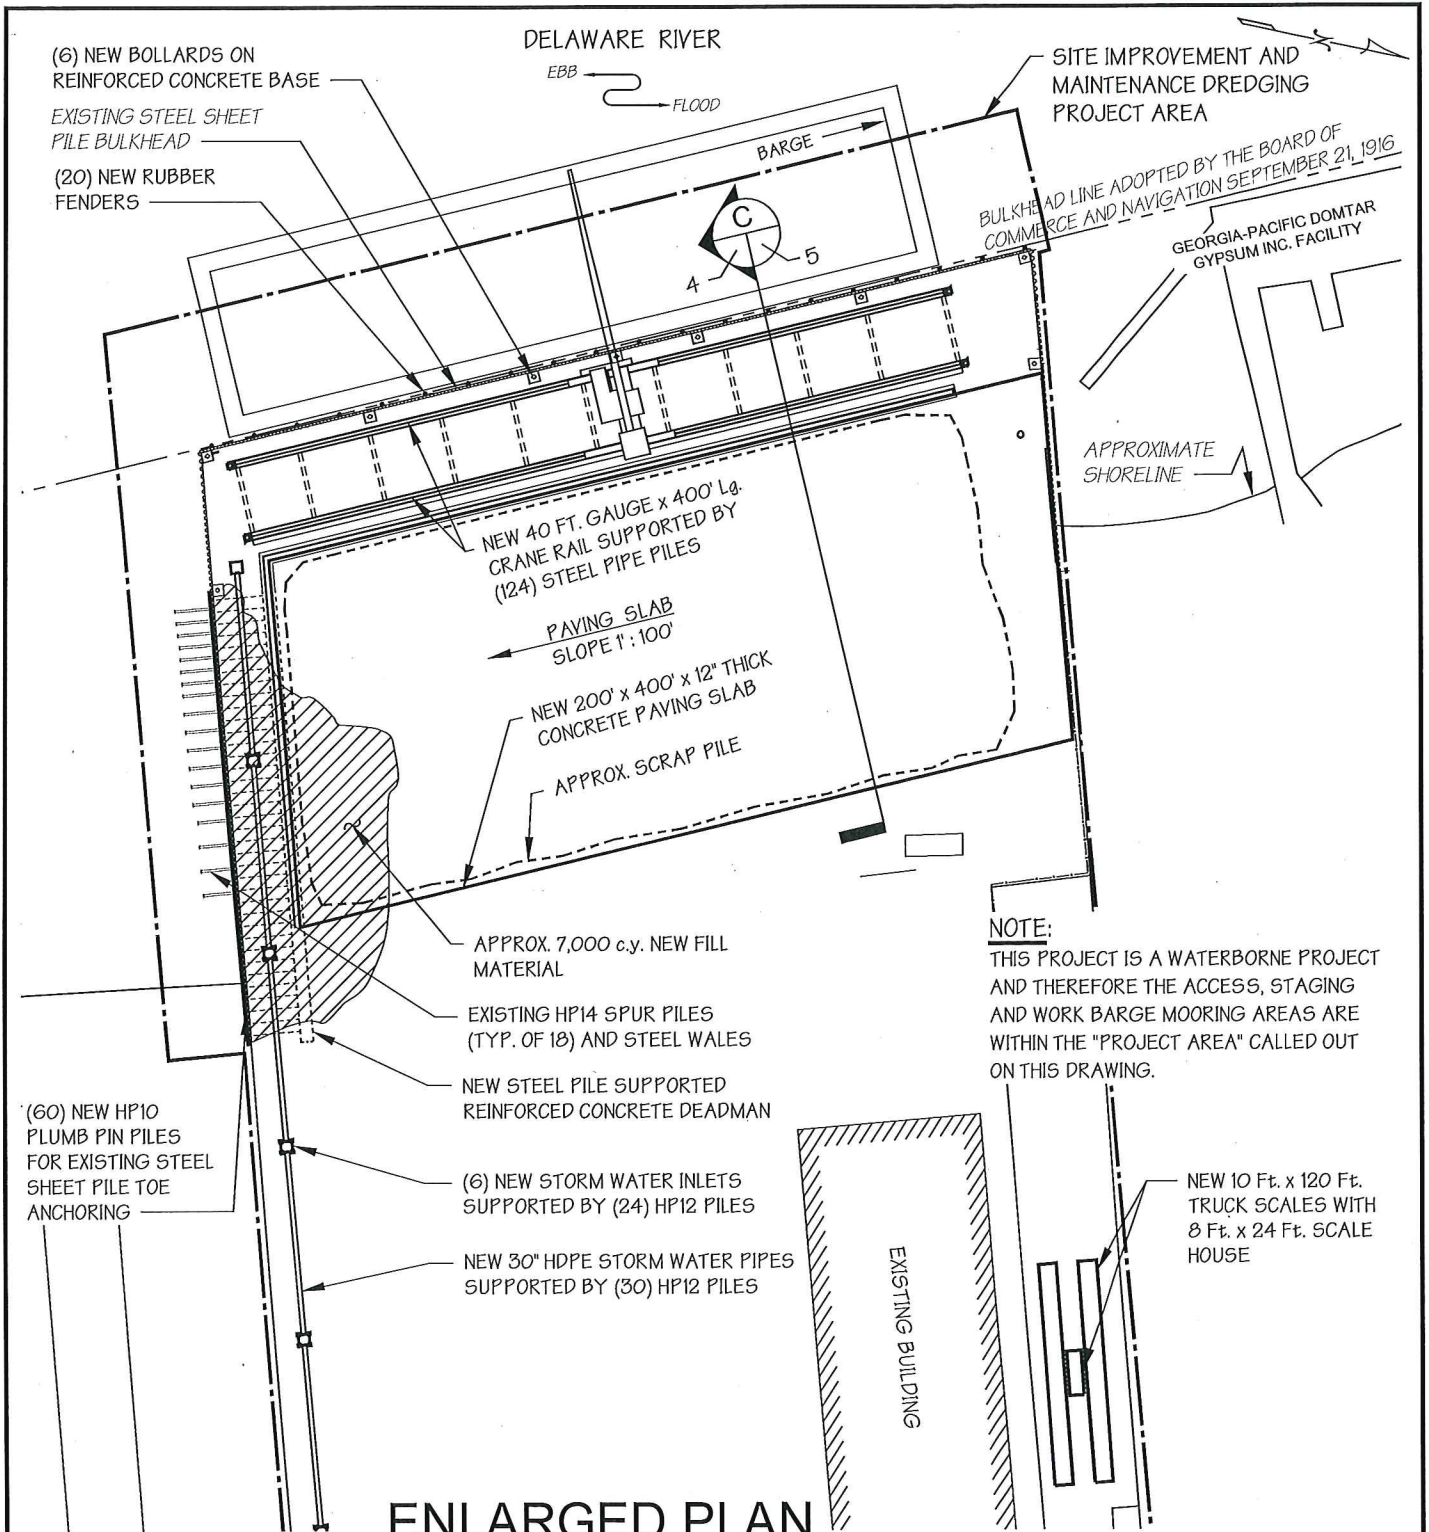 DELAWARE RIVER
EBB
FLOOD
(6) NEW BOLLARDS ON
REINFORCED CONCRETE BASE
EXISTING STEEL SHEET
PILE BULKHEAD
(20) NEW RUBBER
FENDERS
SITE IMPROVEMENT AND
MAINTENANCE DREDGING
PROJECT AREA
BARGE
BULKHEAD LINE ADOPTED BY THE BOARD OF
COMMERCE AND NAVIGATION SEPTEMBER 21, 1916
GEORGIA-PACIFIC DOMTAR
GYPSUM INC. FACILITY
C
4
5
APPROXIMATE
SHORELINE
NEW 40 FT. GAUGE x 400' Lg.
CRANE RAIL SUPPORTED BY
(124) STEEL PIPE PILES
PAVING SLAB
SLOPE 1' : 100'
NEW 200' x 400' x 12" THICK
CONCRETE PAVING SLAB
APPROX. SCRAP PILE
APPROX. 7,000 c.y. NEW FILL
MATERIAL
EXISTING HP14 SPUR PILES
(TYP. OF 18) AND STEEL WALES
NEW STEEL PILE SUPPORTED
REINFORCED CONCRETE DEADMAN
(60) NEW HP10
PLUMB PIN PILES
FOR EXISTING STEEL
SHEET PILE TOE
ANCHORING
(6) NEW STORM WATER INLETS
SUPPORTED BY (24) HP12 PILES
NEW 30" HDPE STORM WATER PIPES
SUPPORTED BY (30) HP12 PILES
NOTE:
THIS PROJECT IS A WATERBORNE PROJECT
AND THEREFORE THE ACCESS, STAGING
AND WORK BARGE MOORING AREAS ARE
WITHIN THE "PROJECT AREA" CALLED OUT
ON THIS DRAWING.
NEW 10 Ft. x 120 Ft.
TRUCK SCALES WITH
8 Ft. x 24 Ft. SCALE
HOUSE
EXISTING BUILDING
ENLARGED PLAN